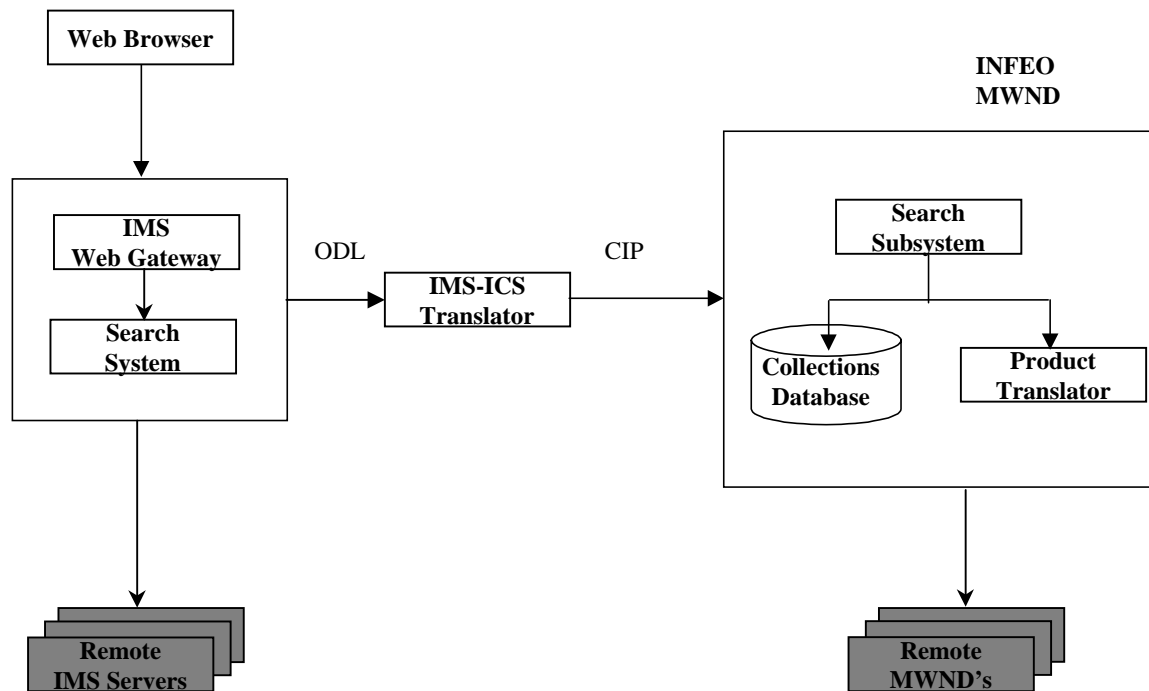 Web Browser
INFEO
MWND
IMS
Web Gateway
Search
System
ODL
IMS-ICS
Translator
CIP
Search
Subsystem
Collections
Database
Product
Translator
Remote
IMS Servers
Remote
MWND's